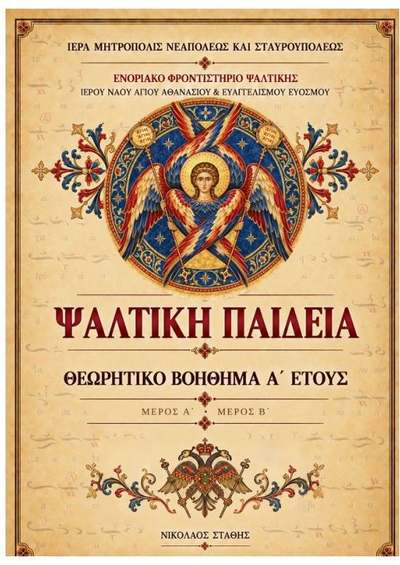 ΙΕΡΑ ΜΗΤΡΟΠΟΛΙΣ ΝΕΑΠΟΛΕΩΣ ΚΑΙ ΣΤΑΥΡΟΥΠΟΛΕΩΣ
ΕΝΟΡΙΑΚΟ ΦΡΟΝΤΙΣΤΗΡΙΟ ΨΑΛΤΙΚΗΣ
ΙΕΡΟΥ ΝΑΟΥ ΑΓΙΟΥ ΑΘΑΝΑΣΙΟΥ & ΕΥΑΓΓΕΛΙΣΜΟΥ ΕΥΟΣΜΟΥ
ΨΑΛΤΙΚΗ ΠΑΙΔΕΙΑ
ΘΕΩΡΗΤΙΚΟ ΒΟΗΘΗΜΑ Α΄ ΕΤΟΥΣ
ΜΕΡΟΣ Α΄ · ΜΕΡΟΣ Β΄
ΝΙΚΟΛΑΟΣ ΣΤΑΘΗΣ